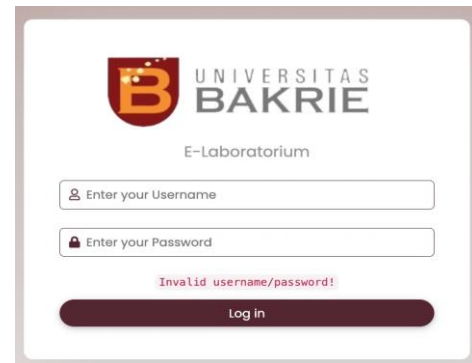 UNIVERSITAS
BAKRIE
E-Laboratorium
Enter your Username
Enter your Password
Invalid username/password!
Log in